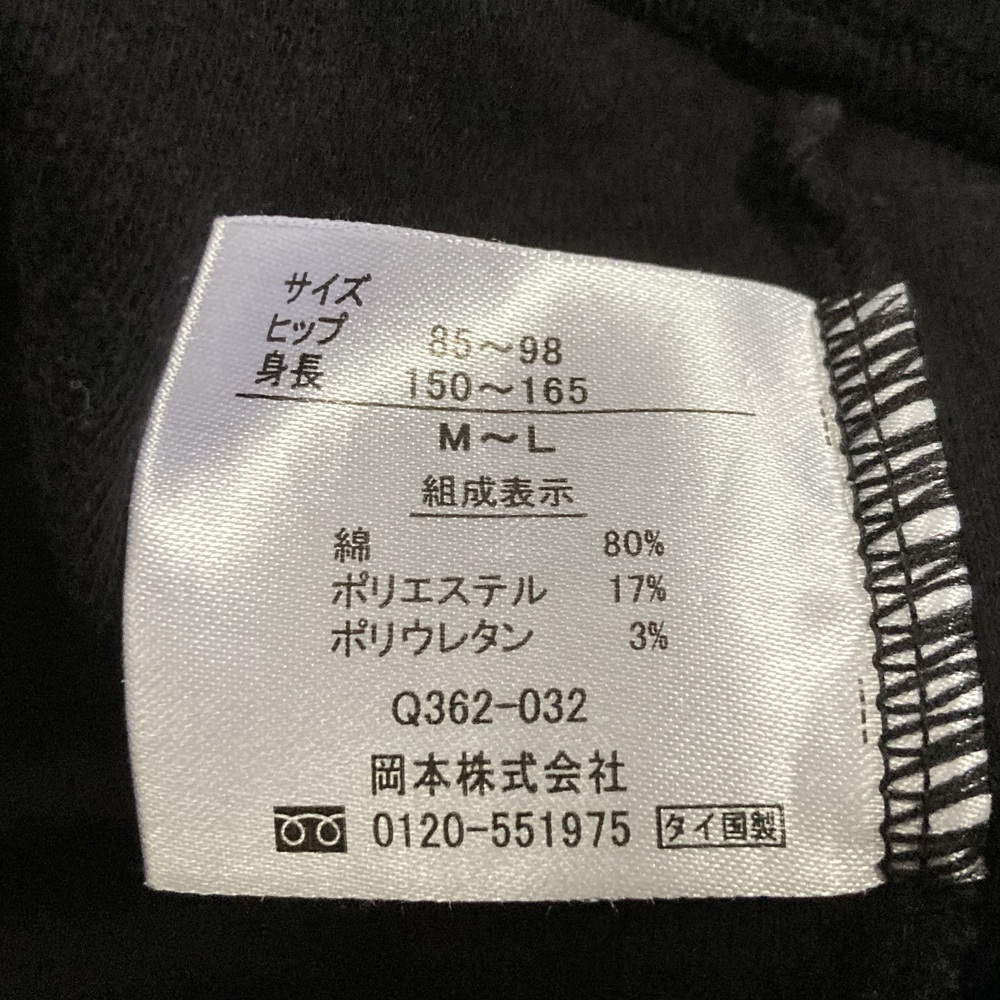 サイズ
ヒップ 85～98
身長 150～165
M～L
組成表示
綿 80%
ポリエステル 17%
ポリウレタン 3%
Q362-032
岡本株式会社
0120-551975 タイ国製